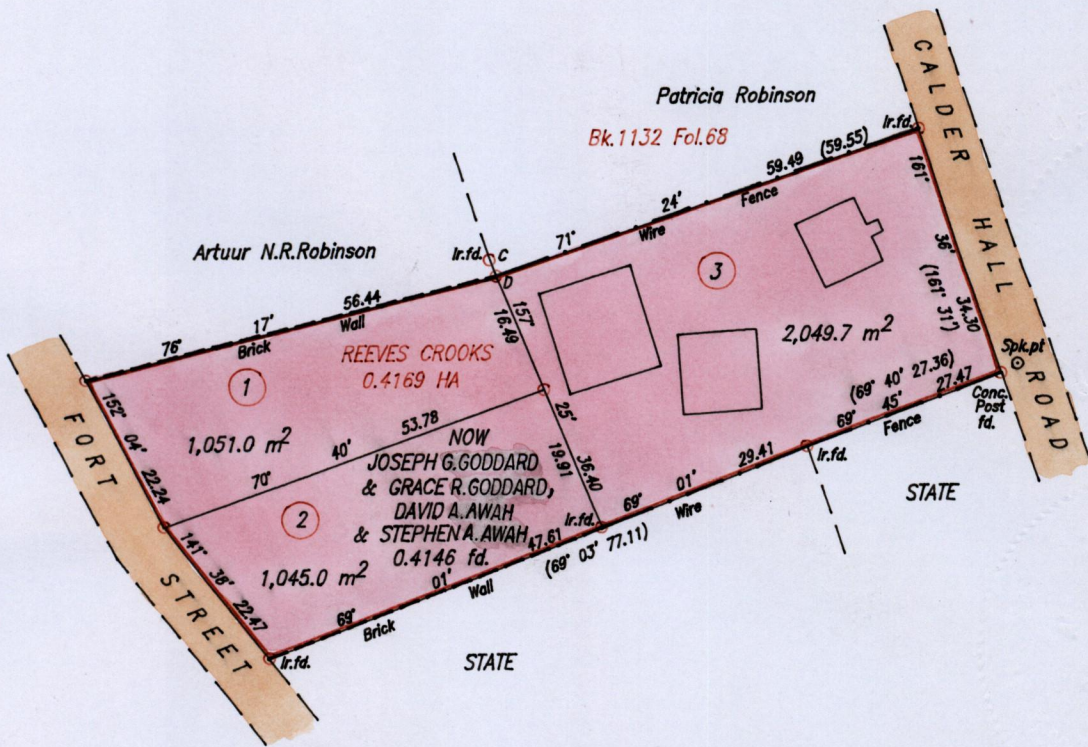 CALDER HALL ROAD
Patricia Robinson
Bk.1132 Fol.68
Ir.fd.
71° 24' 59.49 (59.55)
Wire Fence
Artuur N.R.Robinson
Ir.fd. C
D
76° 17' 56.44
Brick Wall
161° 36' 34.30
(161° 31')
3
2,049.7 m²
157° 25' 36.40
16.49
19.91
REEVES CROOKS
0.4169 HA
1
1,051.0 m²
152° 04' 22.24
70° 40' 53.78
NOW
JOSEPH G.GODDARD
& GRACE R.GODDARD,
DAVID A.AWAH
& STEPHEN A.AWAH
0.4146 fd.
2
1,045.0 m²
141° 38' 22.47
FORT STREET
Spk.pt
Conc.
Post
fd.
(69° 40' 27.36)
69° 45' 27.47
Fence
Ir.fd.
69° 01' 29.41
Wire
Ir.fd.
69° 01' 47.61
(69° 03' 77.11)
Brick Wall
Ir.fd.
STATE
STATE